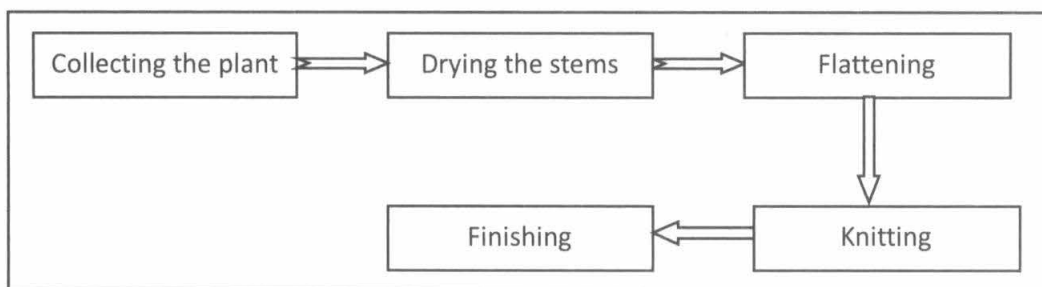 Collecting the plant
Drying the stems
Flattening
Knitting
Finishing